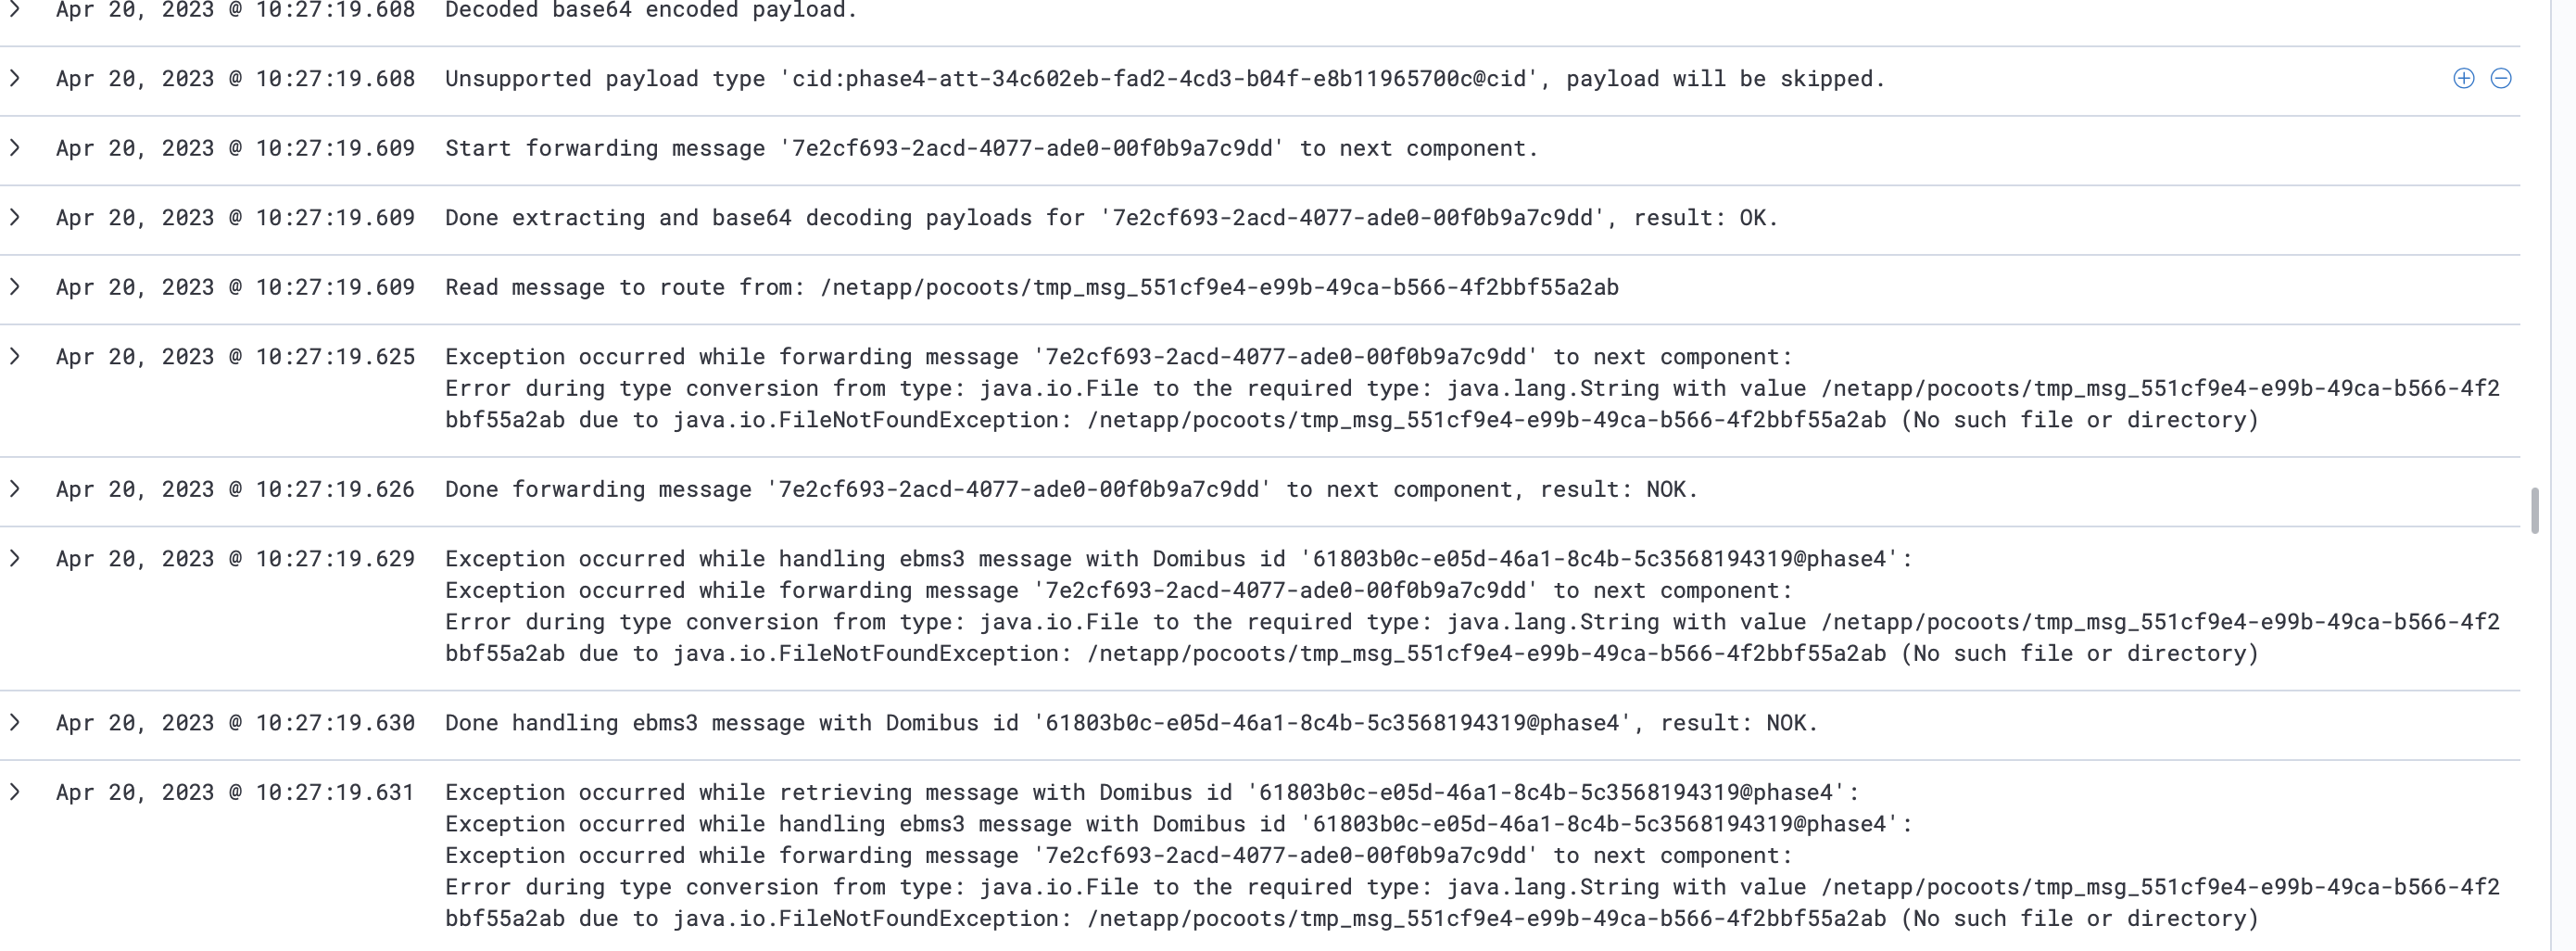 Apr 20, 2023 @ 10:27:19.608 Decoded base64 encoded payload.
Apr 20, 2023 @ 10:27:19.608 Unsupported payload type 'cid:phase4-att-34c602eb-fad2-4cd3-b04f-e8b11965700c@cid', payload will be skipped.
Apr 20, 2023 @ 10:27:19.609 Start forwarding message '7e2cf693-2acd-4077-ade0-00f0b9a7c9dd' to next component.
Apr 20, 2023 @ 10:27:19.609 Done extracting and base64 decoding payloads for '7e2cf693-2acd-4077-ade0-00f0b9a7c9dd', result: OK.
Apr 20, 2023 @ 10:27:19.609 Read message to route from: /netapp/pocoots/tmp_msg_551cf9e4-e99b-49ca-b566-4f2bbf55a2ab
Apr 20, 2023 @ 10:27:19.625 Exception occurred while forwarding message '7e2cf693-2acd-4077-ade0-00f0b9a7c9dd' to next component:
Error during type conversion from type: java.io.File to the required type: java.lang.String with value /netapp/pocoots/tmp_msg_551cf9e4-e99b-49ca-b566-4f2
bbf55a2ab due to java.io.FileNotFoundException: /netapp/pocoots/tmp_msg_551cf9e4-e99b-49ca-b566-4f2bbf55a2ab (No such file or directory)
Apr 20, 2023 @ 10:27:19.626 Done forwarding message '7e2cf693-2acd-4077-ade0-00f0b9a7c9dd' to next component, result: NOK.
Apr 20, 2023 @ 10:27:19.629 Exception occurred while handling ebms3 message with Domibus id '61803b0c-e05d-46a1-8c4b-5c3568194319@phase4':
Exception occurred while forwarding message '7e2cf693-2acd-4077-ade0-00f0b9a7c9dd' to next component:
Error during type conversion from type: java.io.File to the required type: java.lang.String with value /netapp/pocoots/tmp_msg_551cf9e4-e99b-49ca-b566-4f2
bbf55a2ab due to java.io.FileNotFoundException: /netapp/pocoots/tmp_msg_551cf9e4-e99b-49ca-b566-4f2bbf55a2ab (No such file or directory)
Apr 20, 2023 @ 10:27:19.630 Done handling ebms3 message with Domibus id '61803b0c-e05d-46a1-8c4b-5c3568194319@phase4', result: NOK.
Apr 20, 2023 @ 10:27:19.631 Exception occurred while retrieving message with Domibus id '61803b0c-e05d-46a1-8c4b-5c3568194319@phase4':
Exception occurred while handling ebms3 message with Domibus id '61803b0c-e05d-46a1-8c4b-5c3568194319@phase4':
Exception occurred while forwarding message '7e2cf693-2acd-4077-ade0-00f0b9a7c9dd' to next component:
Error during type conversion from type: java.io.File to the required type: java.lang.String with value /netapp/pocoots/tmp_msg_551cf9e4-e99b-49ca-b566-4f2
bbf55a2ab due to java.io.FileNotFoundException: /netapp/pocoots/tmp_msg_551cf9e4-e99b-49ca-b566-4f2bbf55a2ab (No such file or directory)